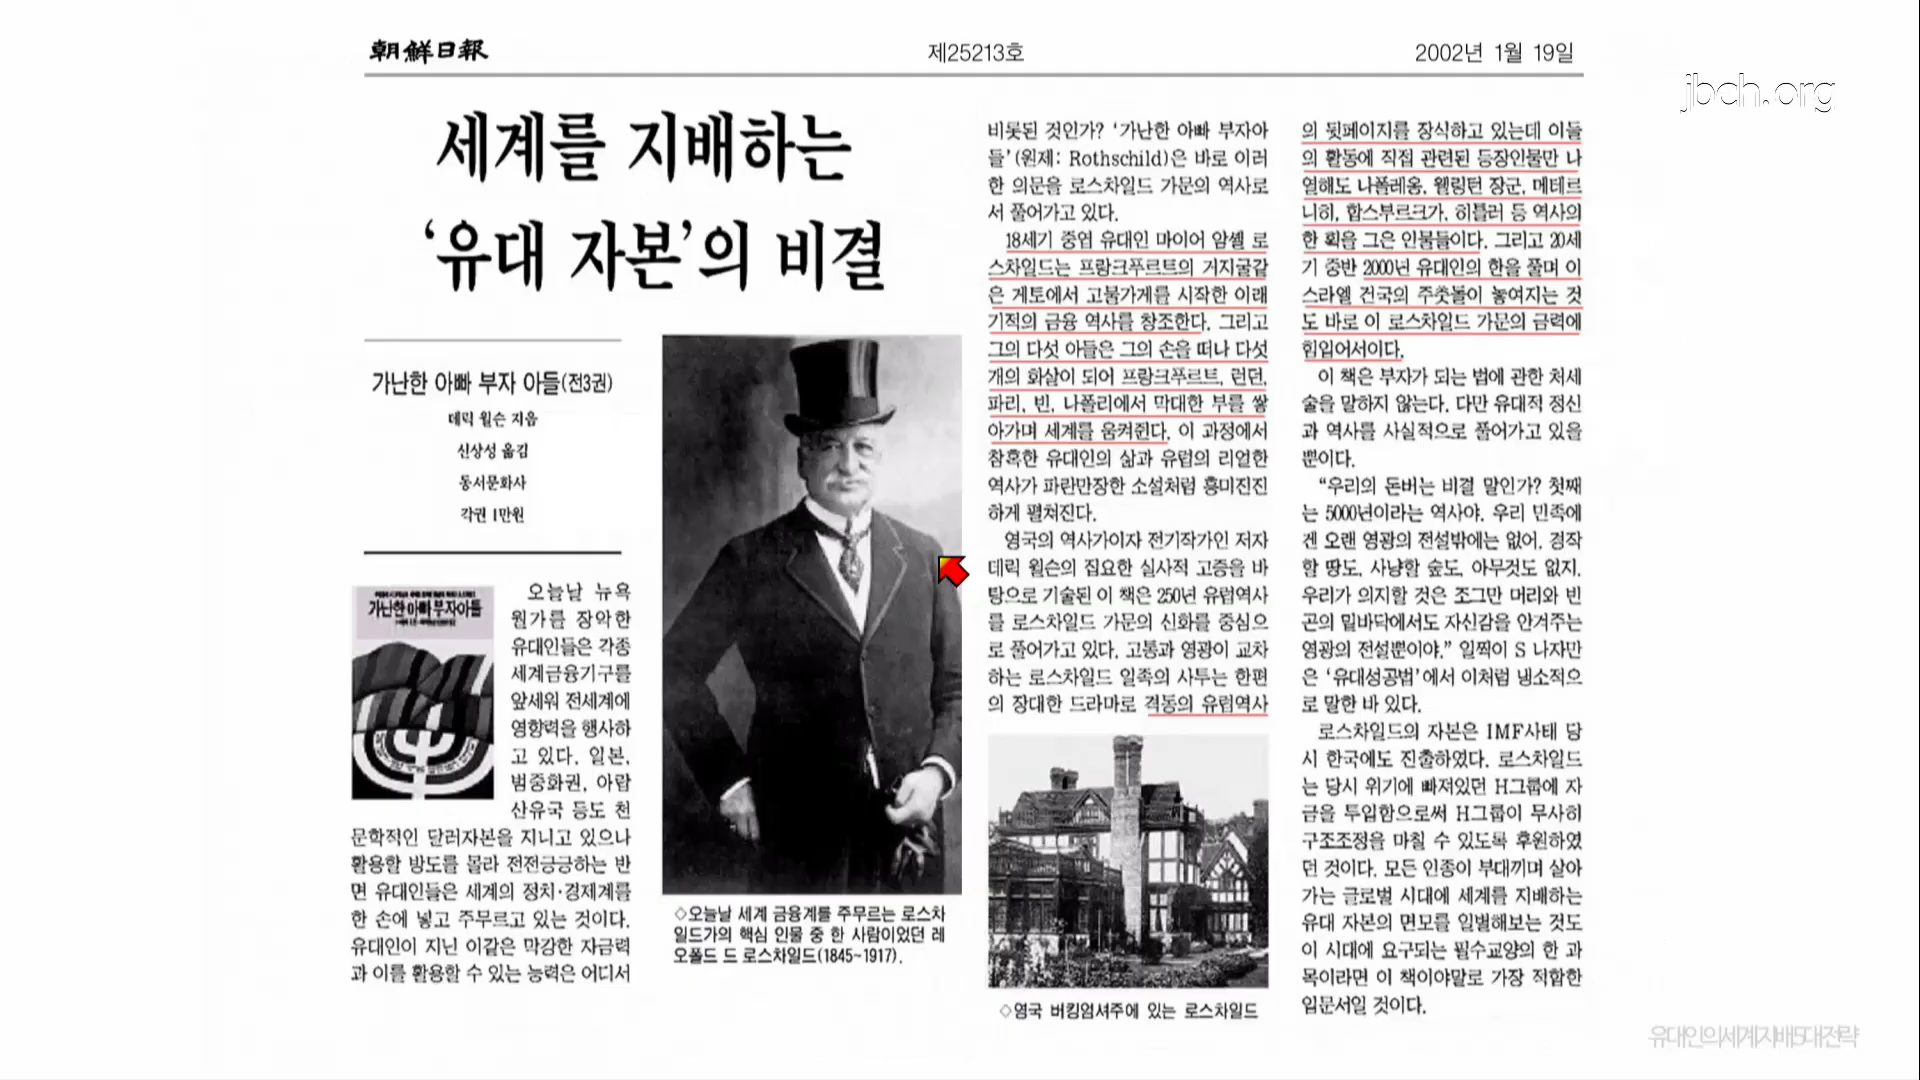 朝鮮日報
제25213호
2002년 1월 19일
jbch.org
세계를 지배하는
‘유대 자본’의 비결
가난한 아빠 부자 아들(전3권)
데릭 윌슨 지음
신상성 옮김
동서문화사
각권 1만원
가난한 아빠 부자아들
오늘날 뉴욕
월가를 장악한
유대인들은 각종
세계금융기구를
앞세워 전세계에
영향력을 행사하
고 있다. 일본,
범중화권, 아랍
산유국 등도 천
문학적인 달러자본을 지니고 있으나
활용할 방도를 몰라 전전긍긍하는 반
면 유대인들은 세계의 정치·경제계를
한 손에 넣고 주무르고 있는 것이다.
유대인이 지닌 이같은 막강한 자금력
과 이를 활용할 수 있는 능력은 어디서
◇오늘날 세계 금융계를 주무르는 로스차
일드가의 핵심 인물 중 한 사람이었던 레
오폴드 드 로스차일드(1845~1917).
비롯된 것인가? ‘가난한 아빠 부자아
들’(원제: Rothschild)은 바로 이러
한 의문을 로스차일드 가문의 역사로
서 풀어가고 있다.
18세기 중엽 유대인 마이어 암셸 로
스차일드는 프랑크푸르트의 거지굴같
은 게토에서 고물가게를 시작한 이래
기적의 금융 역사를 창조한다. 그리고
그의 다섯 아들은 그의 손을 떠나 다섯
개의 화살이 되어 프랑크푸르트, 런던,
파리, 빈, 나폴리에서 막대한 부를 쌓
아가며 세계를 움켜쥔다. 이 과정에서
참혹한 유대인의 삶과 유럽의 리얼한
역사가 파란만장한 소설처럼 흥미진진
하게 펼쳐진다.
영국의 역사가이자 전기작가인 저자
데릭 윌슨의 집요한 실사적 고증을 바
탕으로 기술된 이 책은 250년 유럽역사
를 로스차일드 가문의 신화를 중심으
로 풀어가고 있다. 고통과 영광이 교차
하는 로스차일드 일족의 사투는 한편
의 장대한 드라마로 격동의 유럽역사
◇영국 버킹엄셔주에 있는 로스차일드
의 뒷페이지를 장식하고 있는데 이들
의 활동에 직접 관련된 등장인물만 나
열해도 나폴레옹, 웰링턴 장군, 메테르
니히, 합스부르크가, 히틀러 등 역사의
한 획을 그은 인물들이다. 그리고 20세
기 중반 2000년 유대인의 한을 풀며 이
스라엘 건국의 주춧돌이 놓여지는 것
도 바로 이 로스차일드 가문의 금력에
힘입어서이다.
이 책은 부자가 되는 법에 관한 처세
술을 말하지 않는다. 다만 유대적 정신
과 역사를 사실적으로 풀어가고 있을
뿐이다.
“우리의 돈버는 비결 말인가? 첫째
는 5000년이라는 역사야. 우리 민족에
겐 오랜 영광의 전설밖에는 없어. 경작
할 땅도, 사냥할 숲도, 아무것도 없지.
우리가 의지할 것은 조그만 머리와 빈
곤의 밑바닥에서도 자신감을 안겨주는
영광의 전설뿐이야.” 일찍이 S 나자만
은 ‘유대성공법’에서 이처럼 냉소적으
로 말한 바 있다.
로스차일드의 자본은 IMF사태 당
시 한국에도 진출하였다. 로스차일드
는 당시 위기에 빠져있던 H그룹에 자
금을 투입함으로써 H그룹이 무사히
구조조정을 마칠 수 있도록 후원하였
던 것이다. 모든 인종이 부대끼며 살아
가는 글로벌 시대에 세계를 지배하는
유대 자본의 면모를 일별해보는 것도
이 시대에 요구되는 필수교양의 한 과
목이라면 이 책이야말로 가장 적합한
입문서일 것이다.
유대인의세계지배5대전략